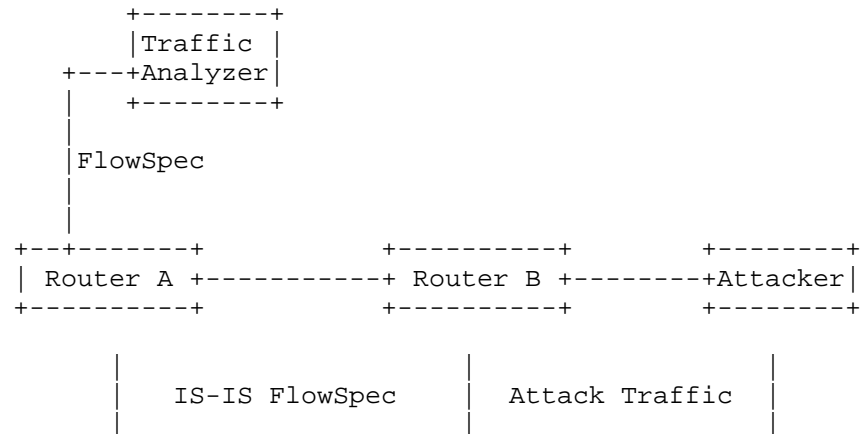 Traffic
Analyzer
FlowSpec
Router A Router B Attacker
IS-IS FlowSpec Attack Traffic